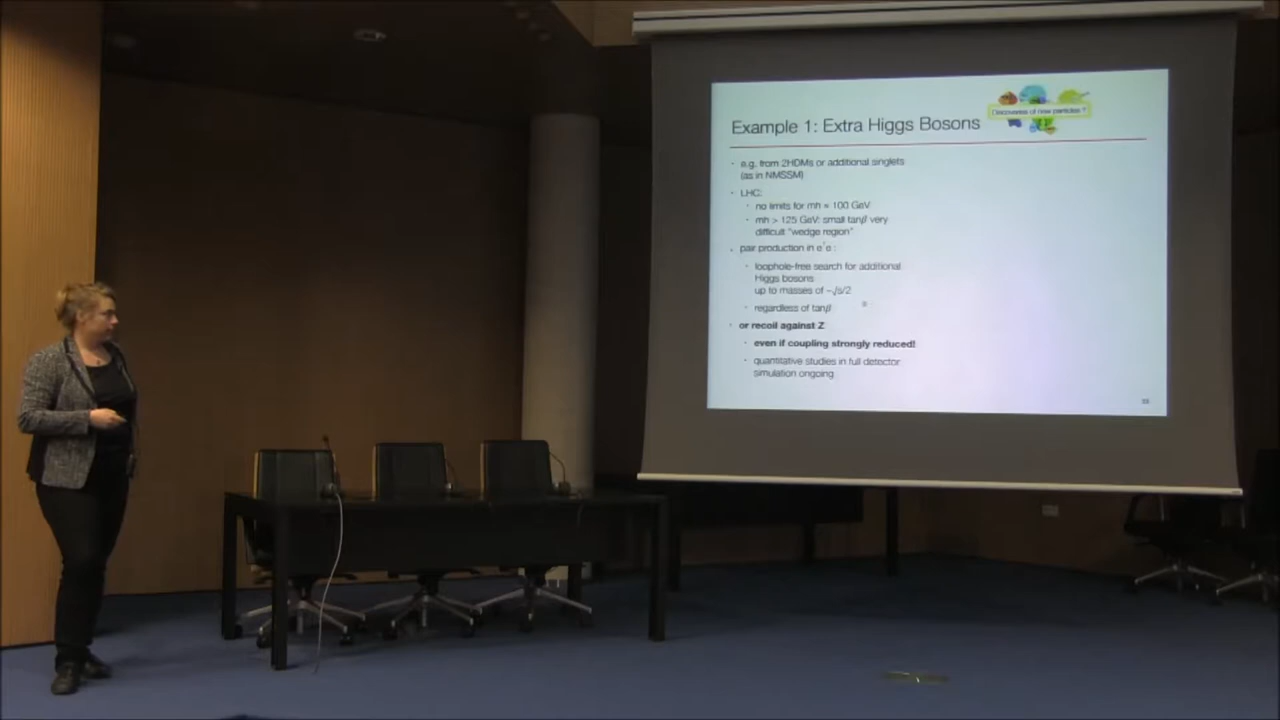 Discoveries of new particles ?
Example 1: Extra Higgs Bosons
· e.g. from 2HDMs or additional singlets
(as in NMSSM)
· LHC:
· no limits for mh < 100 GeV
· mh > 125 GeV: small tanβ very
difficult "wedge region"
· pair production in e⁺e⁻:
· loophole-free search for additional
Higgs bosons
up to masses of ~√s/2
· regardless of tanβ
· or recoil against Z
· even if coupling strongly reduced!
· quantitative studies in full detector
simulation ongoing